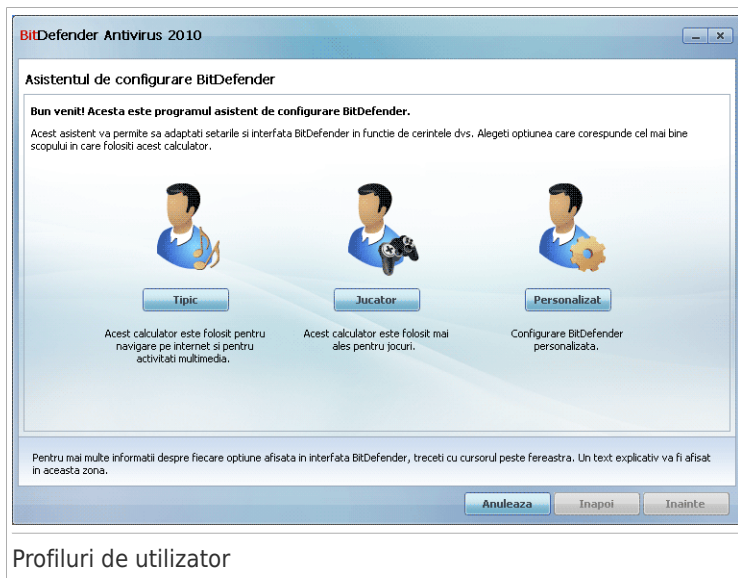 BitDefender Antivirus 2010
Asistentul de configurare BitDefender
Bun venit! Acesta este programul asistent de configurare BitDefender.
Acest asistent va permite sa adaptati setarile si interfata BitDefender in functie de cerintele dvs. Alegeti optiunea care corespunde cel mai bine
scopului in care folositi acest calculator.
Tipic
Jucator
Personalizat
Acest calculator este folosit pentru
navigare pe internet si pentru
activitati multimedia.
Acest calculator este folosit mai
ales pentru jocuri.
Configurare BitDefender
personalizata.
Pentru mai multe informatii despre fiecare optiune afisata in interfata BitDefender, treceti cu cursorul peste fereastra. Un text explicativ va fi afisat
in aceasta zona.
Anuleaza
Inapoi
Inainte
Profiluri de utilizator